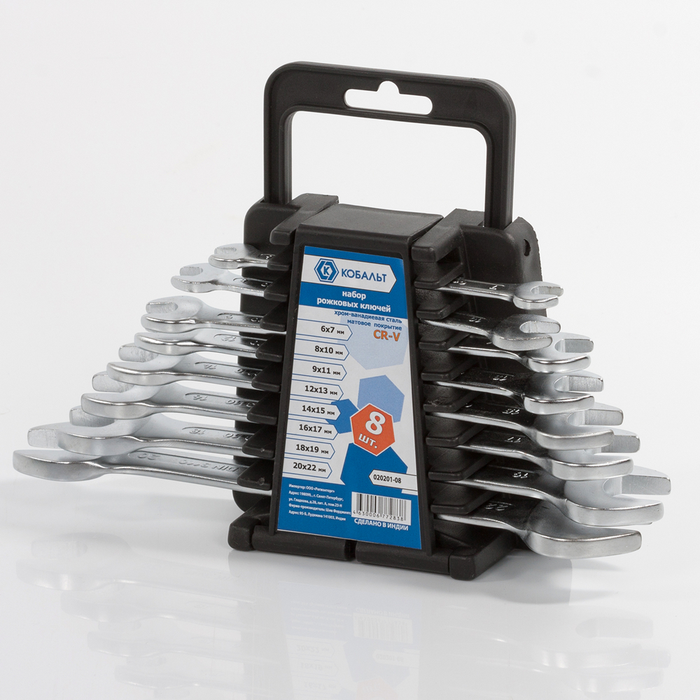 КОБАЛЬТ
набор
рожковых ключей
хром-ванадиевая сталь
матовое покрытие
CR-V
6x7 мм
8x10 мм
9x11 мм
12x13 мм
14x15 мм
16x17 мм
18x19 мм
20x22 мм
8
шт.
020201-08
СДЕЛАНО В ИНДИИ